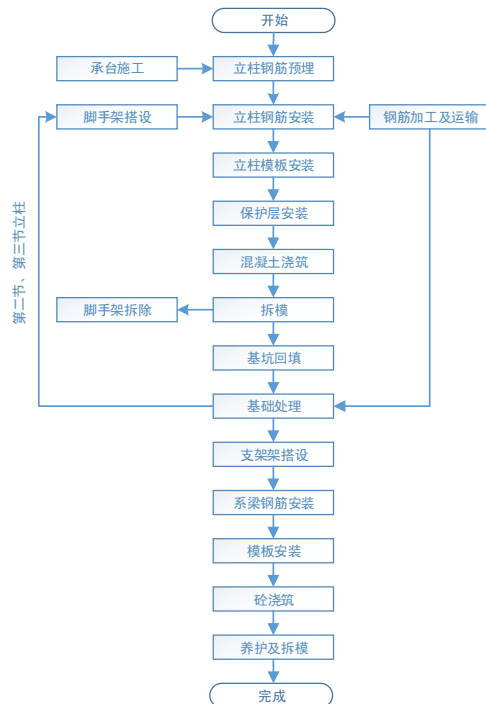 开始
承台施工
立柱钢筋预埋
脚手架搭设
立柱钢筋安装
钢筋加工及运输
立柱模板安装
第二节、第三节立柱
保护层安装
混凝土浇筑
脚手架拆除
拆模
基坑回填
基础处理
支架架搭设
系梁钢筋安装
模板安装
砼浇筑
养护及拆模
完成